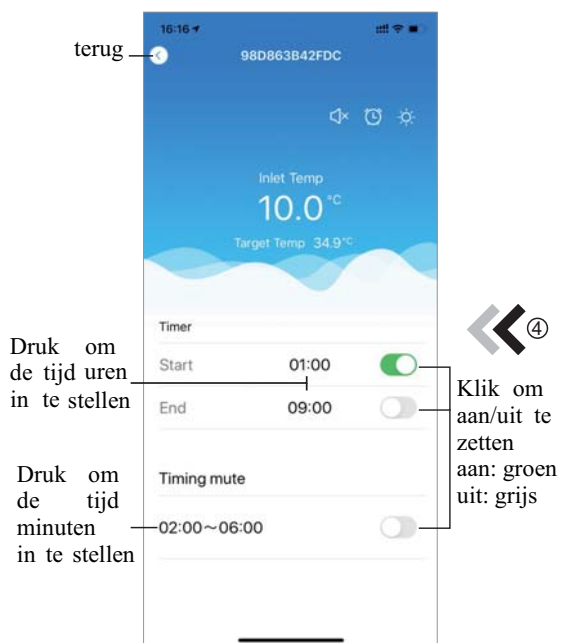 16:16
terug
98D863B42FDC
Inlet Temp
10.0°C
Target Temp 34.9°C
Timer
④
Druk om
de tijd uren
in te stellen
Start 01:00
End 09:00
Klik om
aan/uit te
zetten
aan: groen
uit: grijs
Timing mute
Druk om
de tijd
minuten
in te stellen
02:00~06:00